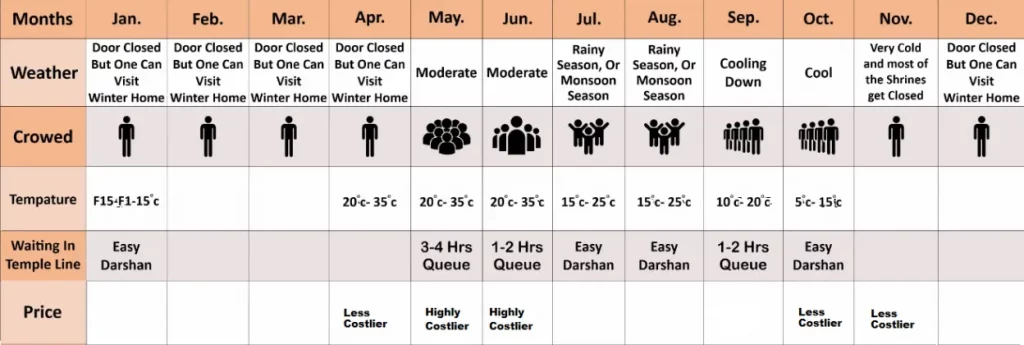 Months Jan. Feb. Mar. Apr. May. Jun. Jul. Aug. Sep. Oct. Nov. Dec.
Weather
Door Closed
But One Can
Visit
Winter Home
Door Closed
But One Can
Visit
Winter Home
Door Closed
But One Can
Visit
Winter Home
Door Closed
But One Can
Visit
Winter Home
Moderate
Moderate
Rainy
Season, Or
Monsoon
Season
Rainy
Season, Or
Monsoon
Season
Cooling
Down
Cool
Very Cold
and most of
the Shrines
get Closed
Door Closed
But One Can
Visit
Winter Home
Crowed
Tempature
20°c- 35°c
20°c- 35°c
20°c- 35°c
15°c- 25°c
15°c- 25°c
10°c- 20°c
5°c- 15°c
Waiting In
Temple Line
Easy
Darshan
3-4 Hrs
Queue
1-2 Hrs
Queue
Easy
Darshan
Easy
Darshan
1-2 Hrs
Queue
Easy
Darshan
Price
Less
Costlier
Highly
Costlier
Highly
Costlier
Less
Costlier
Less
Costlier